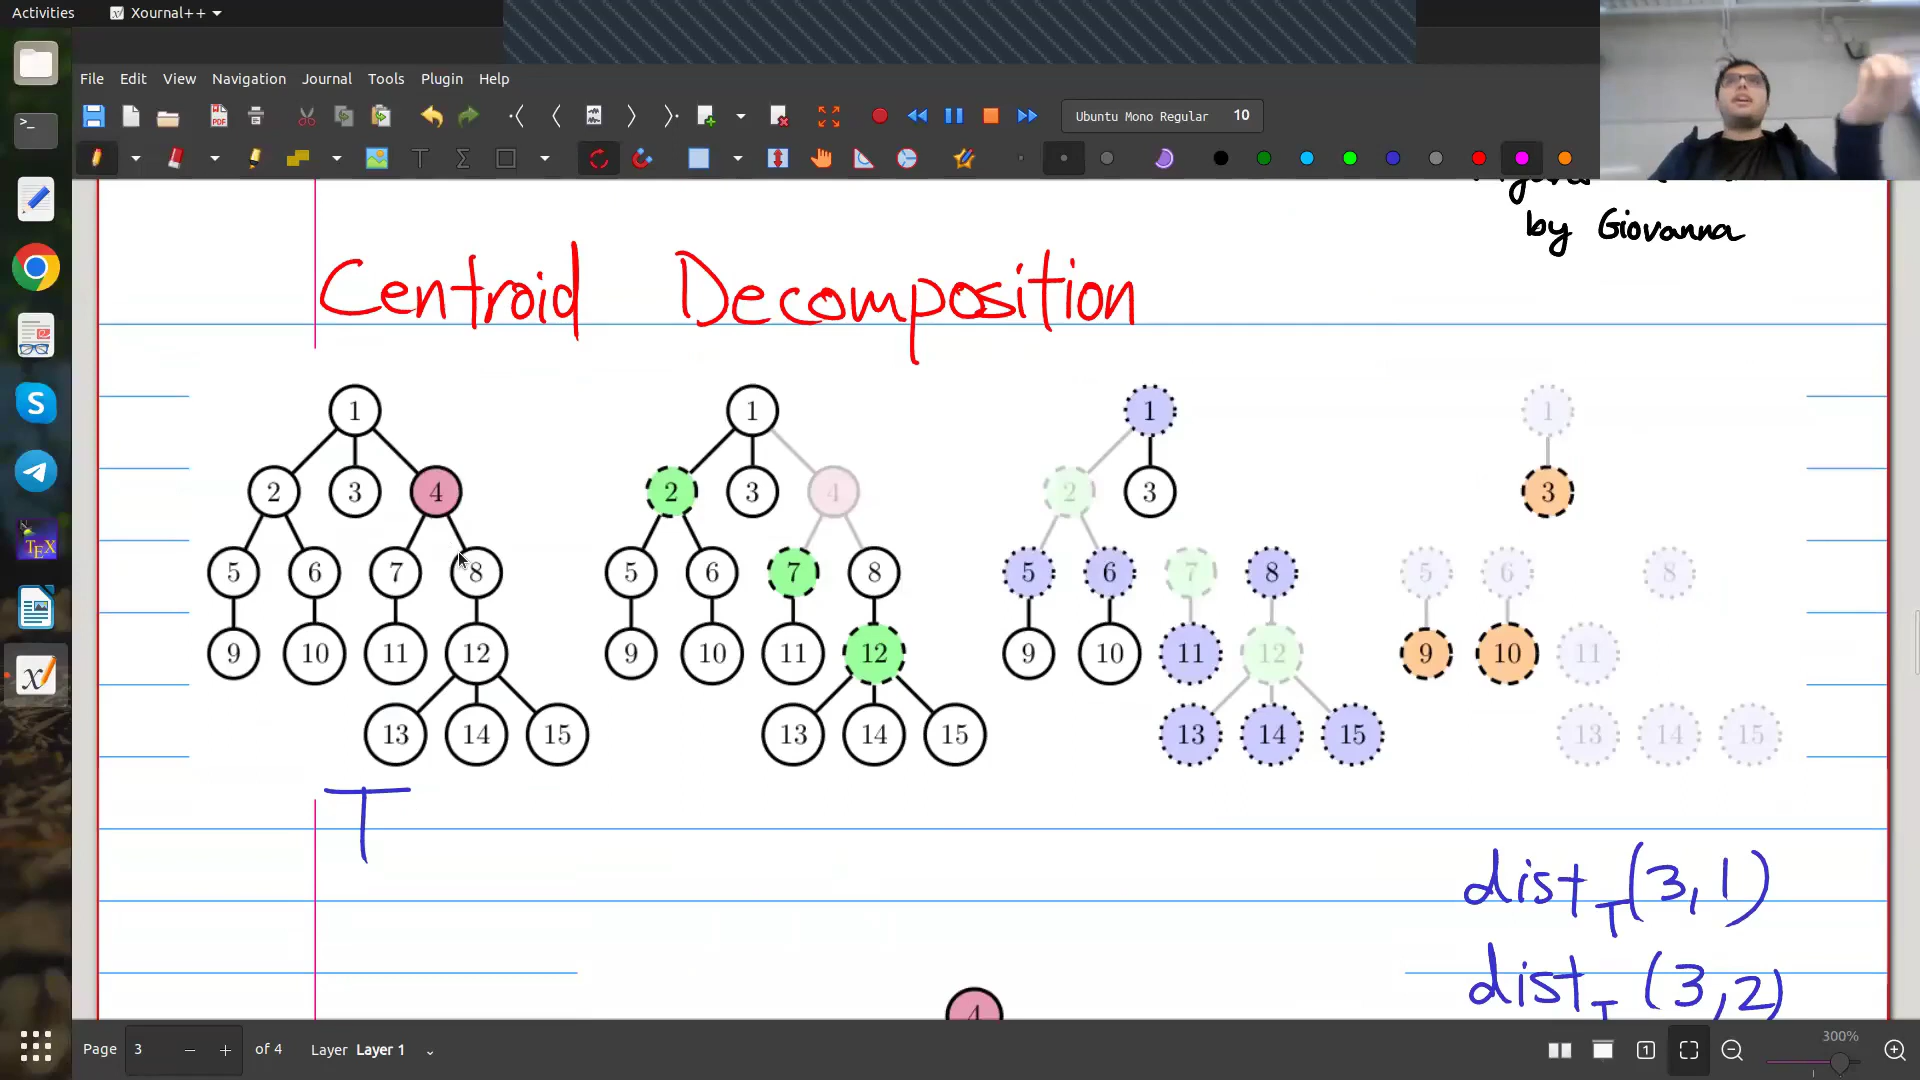 Activities Xournal++
File Edit View Navigation Journal Tools Plugin Help
Ubuntu Mono Regular 10
by Giovanna
Centroid Decomposition
1 1 1 1
2 3 4 2 3 4 2 3 3
5 6 7 8 5 6 7 8 5 6 7 8 5 6 8
9 10 11 12 9 10 11 12 9 10 11 12 9 10 11
13 14 15 13 14 15 13 14 15 13 14 15
T
dist T (3,1)
dist T (3,2)
4
Page 3 of 4 Layer Layer 1 300%